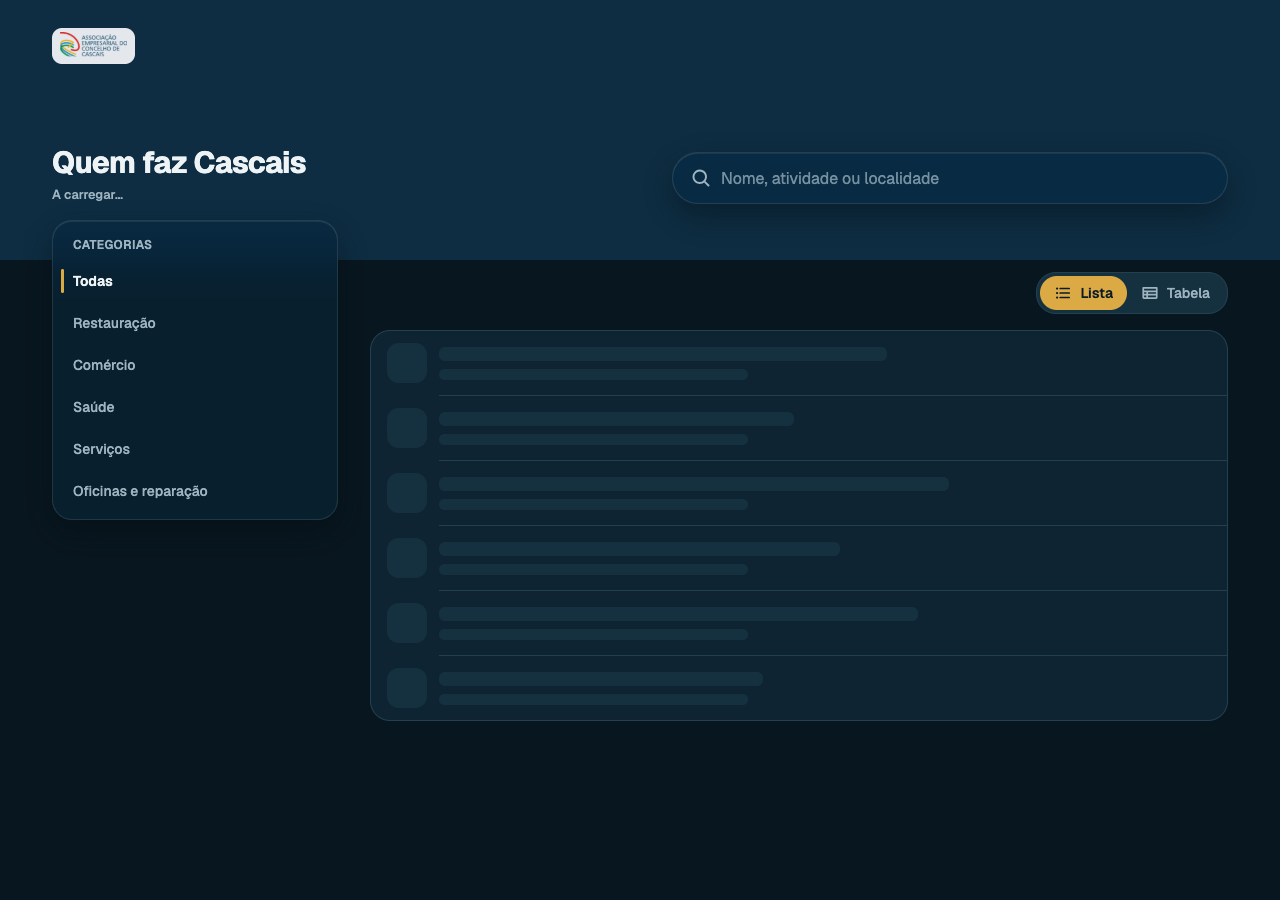 ASSOCIAÇÃO
EMPRESARIAL DO
CONCELHO DE
CASCAIS
Quem faz Cascais
A carregar...
Nome, atividade ou localidade
CATEGORIAS
Todas
Restauração
Comércio
Saúde
Serviços
Oficinas e reparação
Lista
Tabela